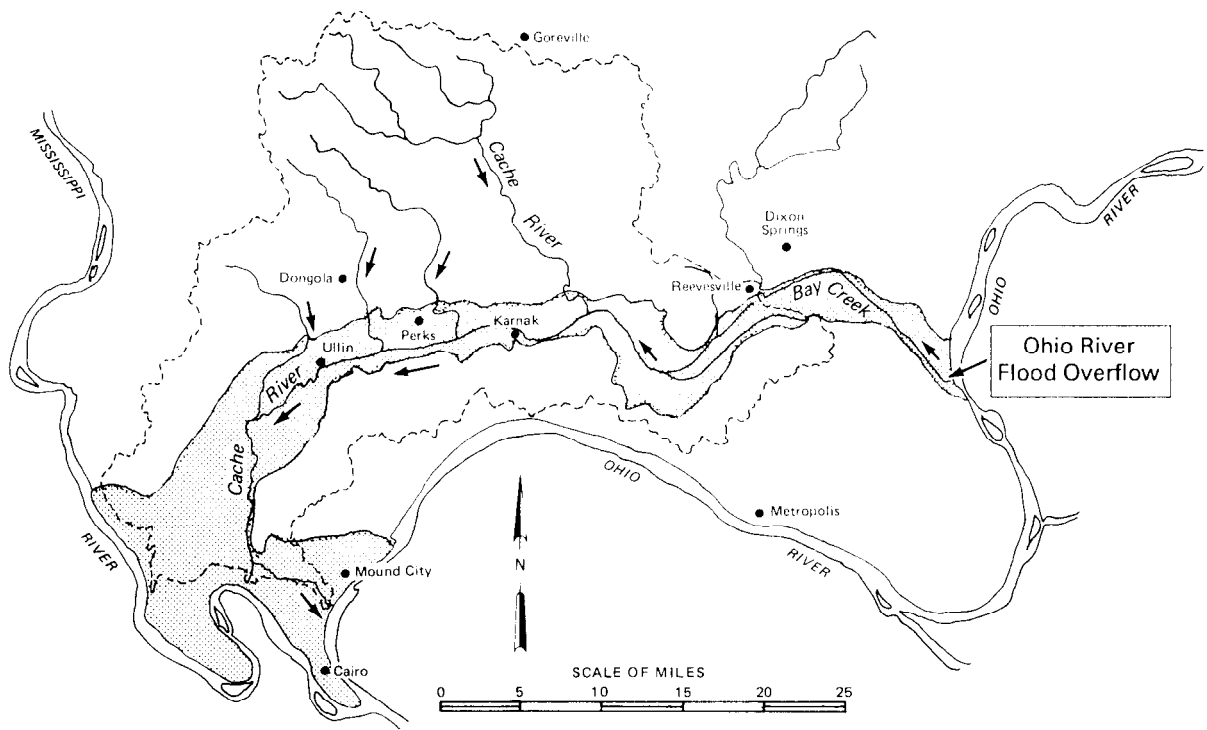 Goreville
MISSISSIPPI
Cache
River
RIVER
Dixon
Springs
OHIO
Dongola
Reevesville
Bay Creek
Perks
Karnak
Ullin
River
Ohio River
Flood Overflow
Cache
OHIO
Metropolis
RIVER
RIVER
N
Mound City
Cairo
SCALE OF MILES
0 5 10 15 20 25